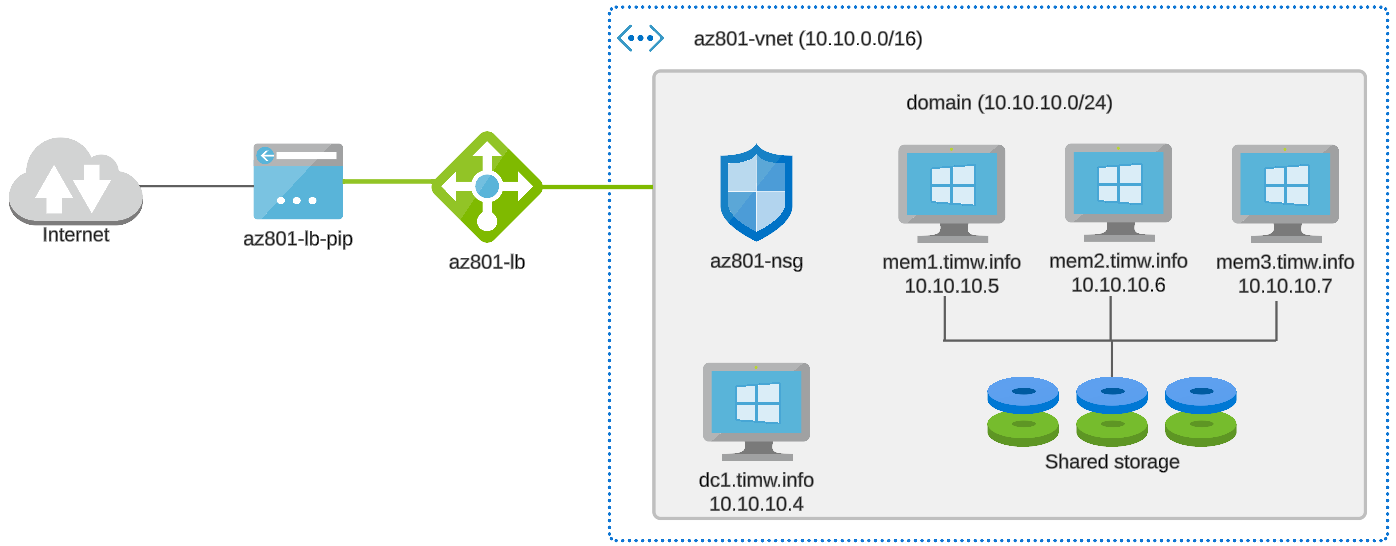 az801-vnet (10.10.0.0/16)
domain (10.10.10.0/24)
Internet
az801-lb-pip
az801-lb
az801-nsg
mem1.timw.info
10.10.10.5
mem2.timw.info
10.10.10.6
mem3.timw.info
10.10.10.7
Shared storage
dc1.timw.info
10.10.10.4